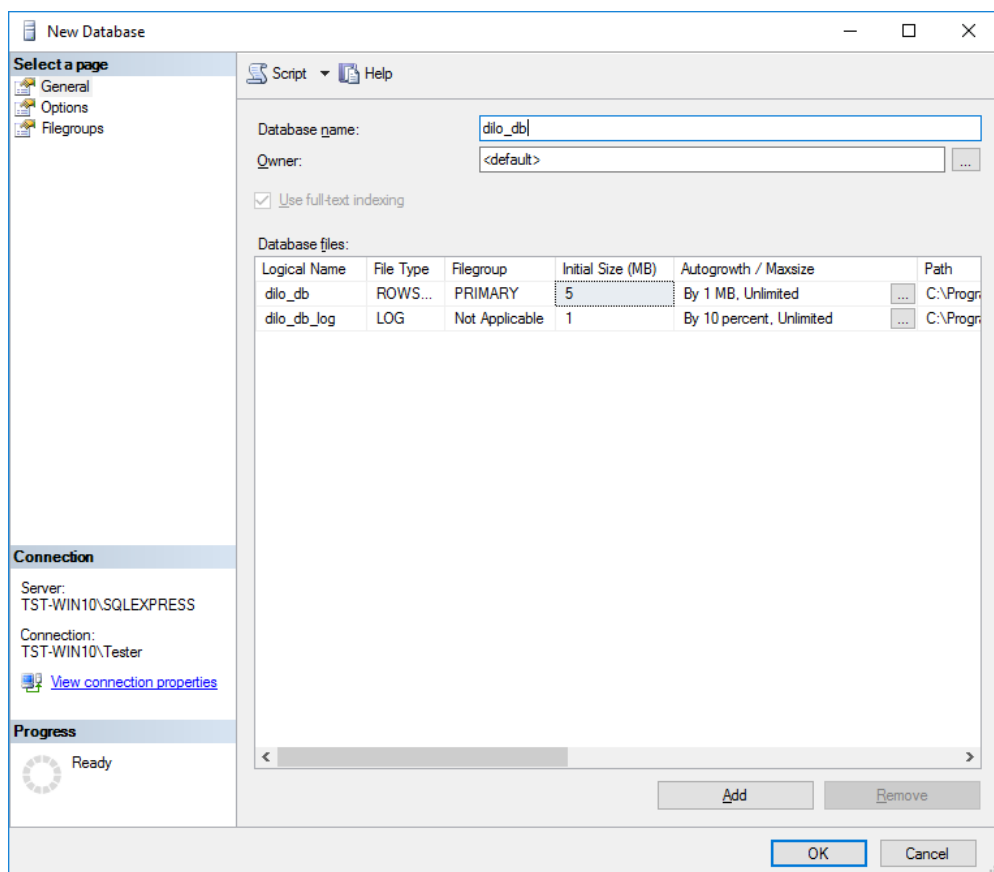 New Database
Select a page
General
Options
Filegroups
Script
Help
Database name:
dilo_db
Owner:
<default>
...
Use full-text indexing
Database files:
Logical Name File Type Filegroup Initial Size (MB) Autogrowth / Maxsize Path
dilo_db ROWS... PRIMARY 5 By 1 MB, Unlimited ... C:\Progra
dilo_db_log LOG Not Applicable 1 By 10 percent, Unlimited ... C:\Progra
Connection
Server:
TST-WIN10\SQLEXPRESS
Connection:
TST-WIN10\Tester
View connection properties
Progress
Ready
Add Remove
OK Cancel